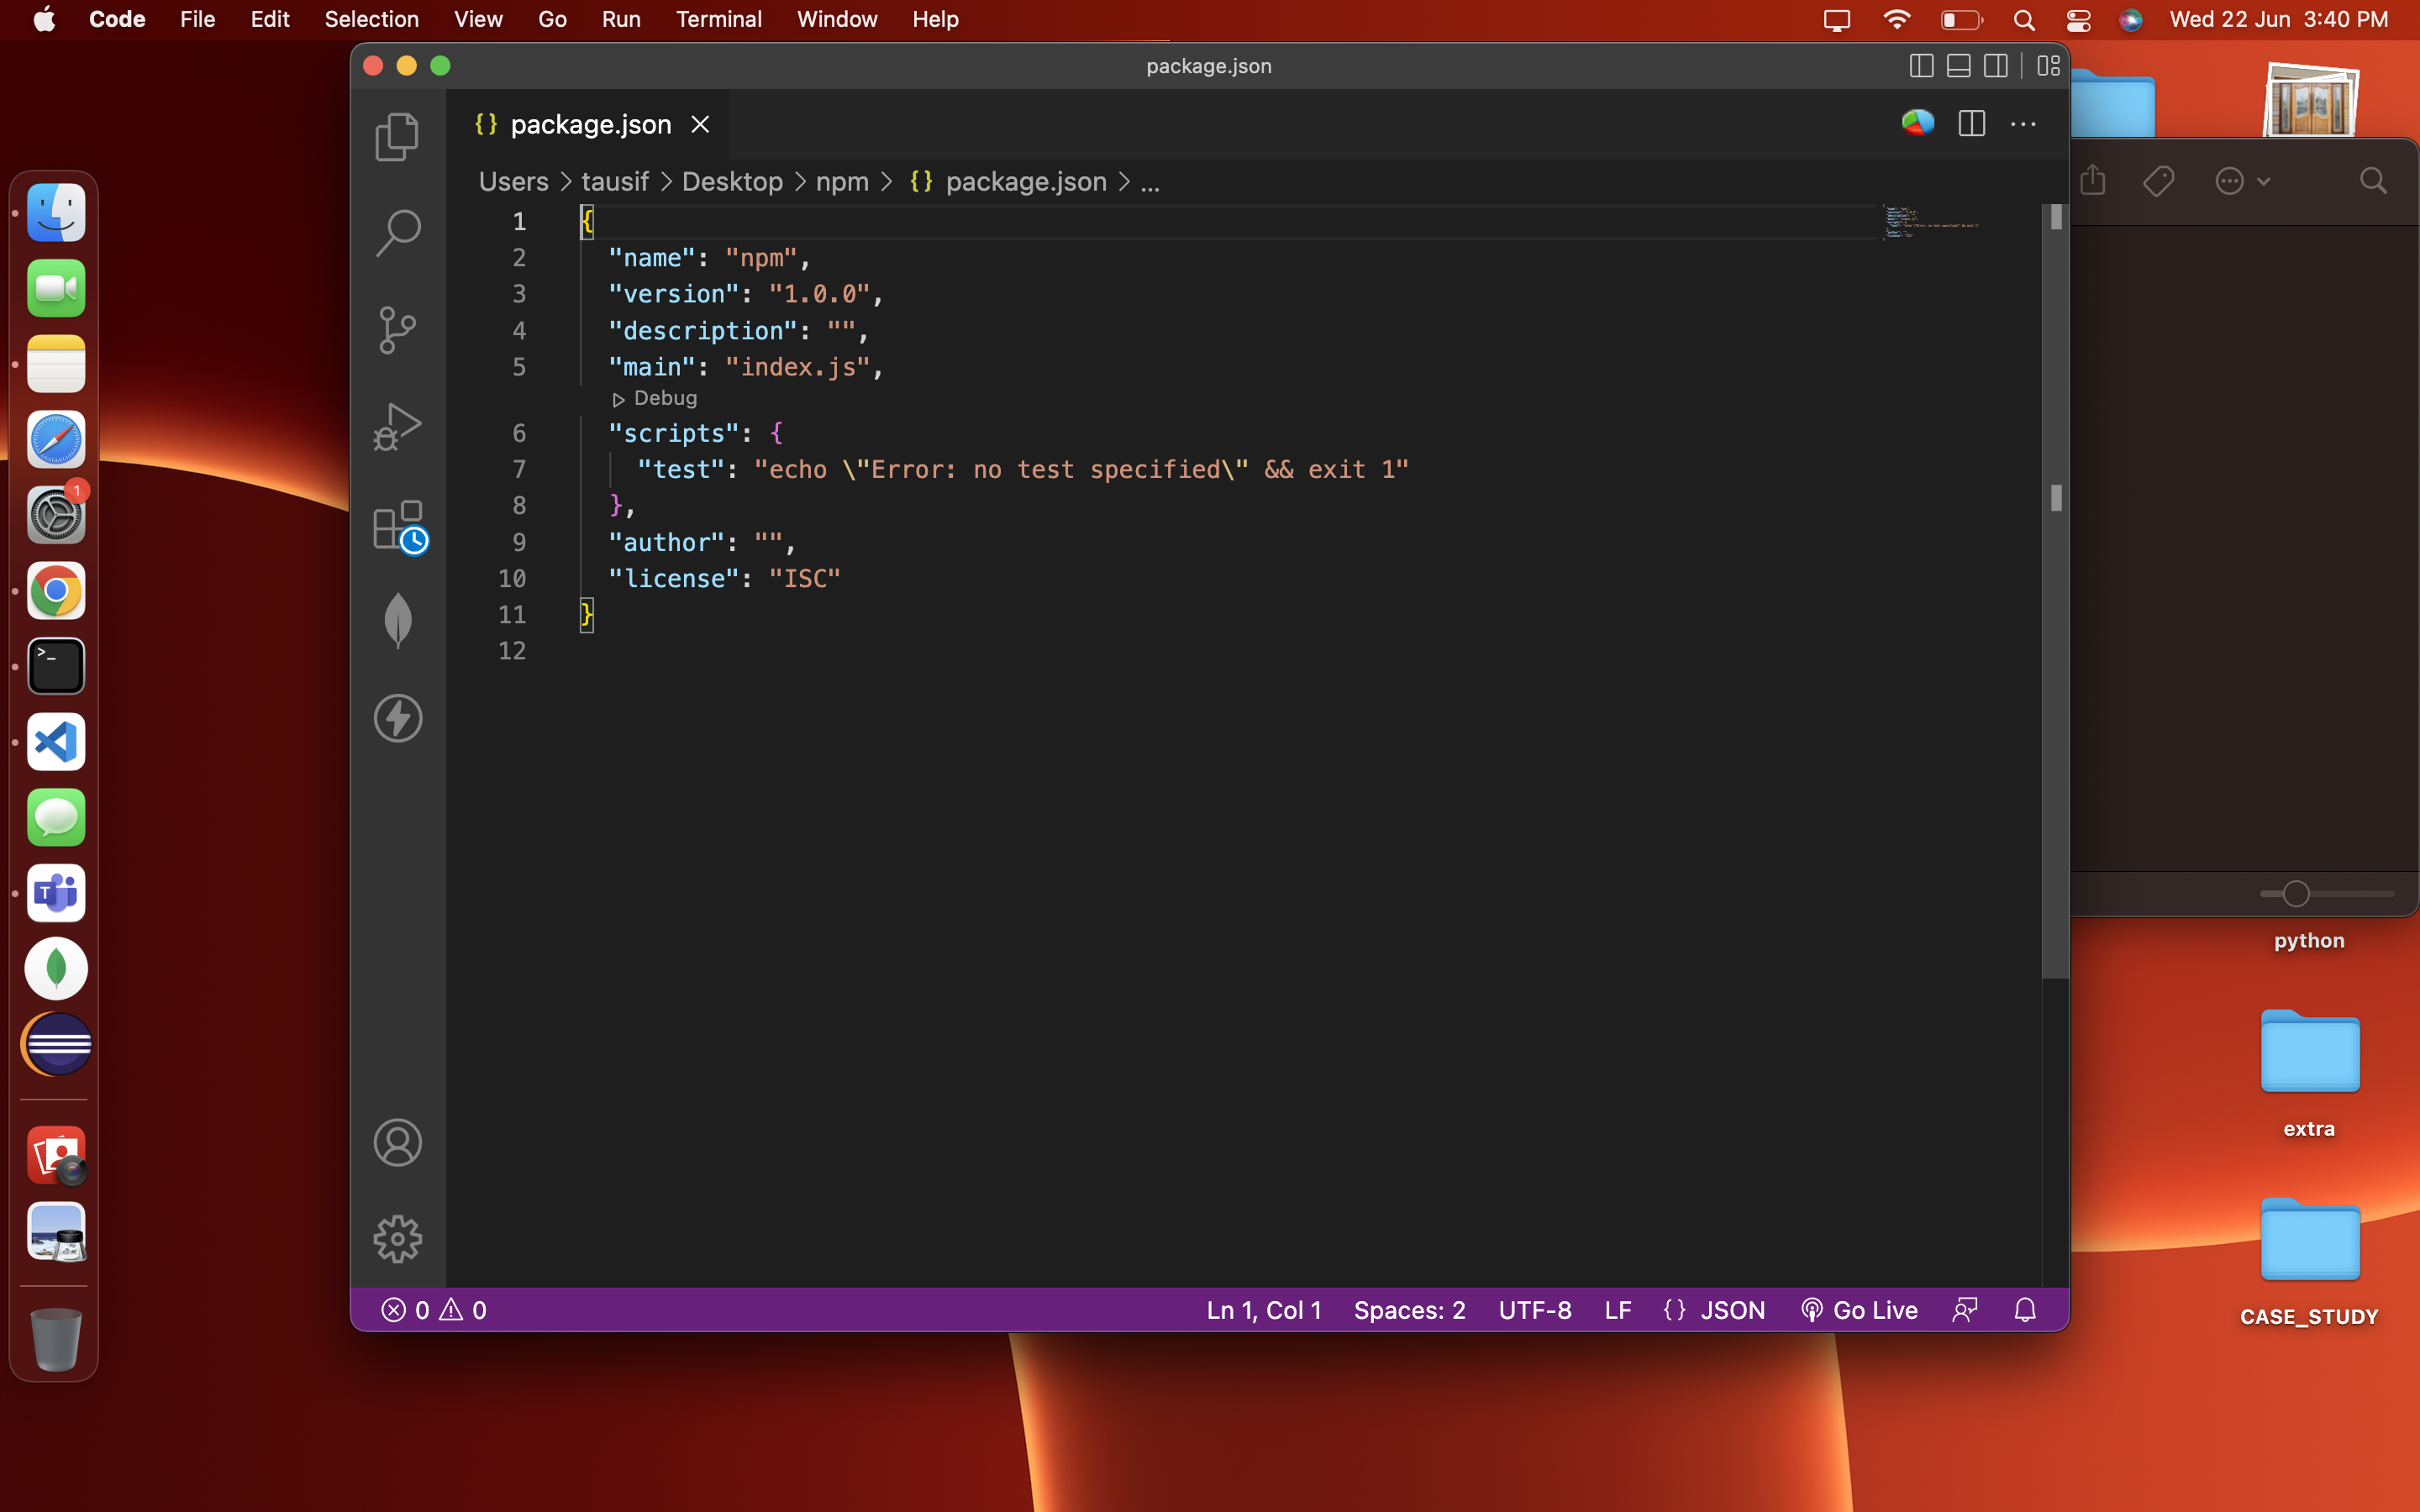 Code File Edit Selection View Go Run Terminal Window Help Wed 22 Jun 3:40 PM
package.json
{} package.json
Users > tausif > Desktop > npm > {} package.json > ...
1 {
2 "name": "npm",
3 "version": "1.0.0",
4 "description": "",
5 "main": "index.js",
Debug
6 "scripts": {
7 "test": "echo \"Error: no test specified\" && exit 1"
8 },
9 "author": "",
10 "license": "ISC"
11 }
12
0 0 Ln 1, Col 1 Spaces: 2 UTF-8 LF {} JSON Go Live
1
>_
T
python
extra
CASE_STUDY